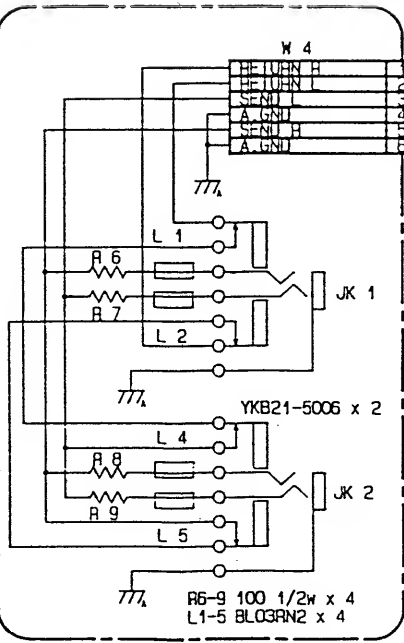 W 4
RETURN R
RETURN L
SEND L
A.GND
SEND R
A.GND
L 1
R 6
R 7
L 2
JK 1
A
A
YKB21-5006 x 2
L 4
R 8
R 9
L 5
JK 2
A
R6-9 100 1/2w x 4
L1-5 BL03RN2 x 4